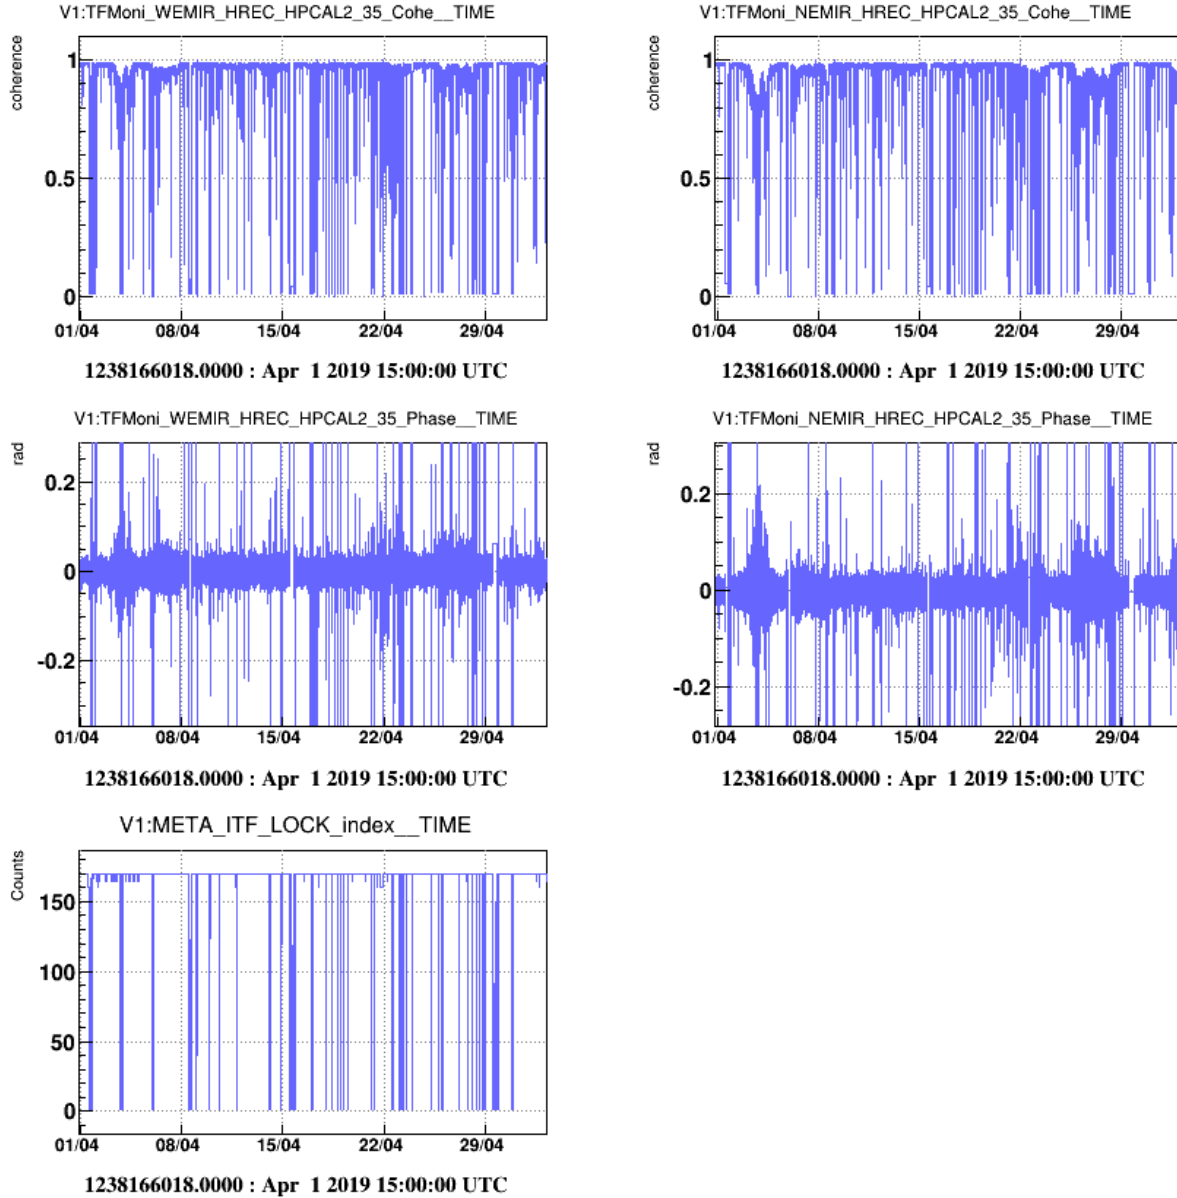 V1:TFMoni_WEMIR_HREC_HPCAL2_35_Cohe__TIME
coherence
1
0.5
0
01/04 08/04 15/04 22/04 29/04
1238166018.0000 : Apr 1 2019 15:00:00 UTC
V1:TFMoni_NEMIR_HREC_HPCAL2_35_Cohe__TIME
coherence
1
0.5
0
01/04 08/04 15/04 22/04 29/04
1238166018.0000 : Apr 1 2019 15:00:00 UTC
V1:TFMoni_WEMIR_HREC_HPCAL2_35_Phase__TIME
rad
0.2
0
-0.2
01/04 08/04 15/04 22/04 29/04
1238166018.0000 : Apr 1 2019 15:00:00 UTC
V1:TFMoni_NEMIR_HREC_HPCAL2_35_Phase__TIME
rad
0.2
0
-0.2
01/04 08/04 15/04 22/04 29/04
1238166018.0000 : Apr 1 2019 15:00:00 UTC
V1:META_ITF_LOCK_index__TIME
Counts
150
100
50
0
01/04 08/04 15/04 22/04 29/04
1238166018.0000 : Apr 1 2019 15:00:00 UTC